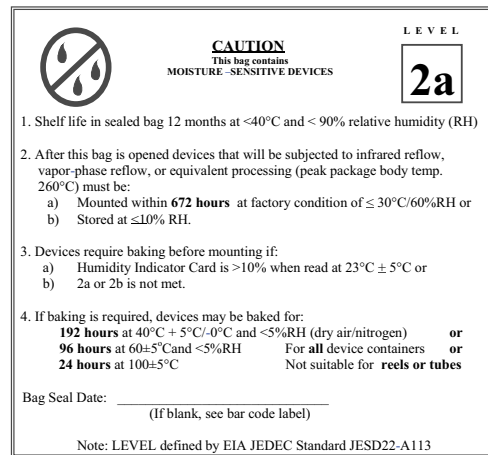 LEVEL
CAUTION
This bag contains
MOISTURE –SENSITIVE DEVICES
2a
1. Shelf life in sealed bag 12 months at <40°C and < 90% relative humidity (RH)
2. After this bag is opened devices that will be subjected to infrared reflow,
vapor-phase reflow, or equivalent processing (peak package body temp.
260°C) must be:
a) Mounted within 672 hours at factory condition of ≤ 30°C/60%RH or
b) Stored at ≤10% RH.
3. Devices require baking before mounting if:
a) Humidity Indicator Card is >10% when read at 23°C ± 5°C or
b) 2a or 2b is not met.
4. If baking is required, devices may be baked for:
192 hours at 40°C + 5°C/-0°C and <5%RH (dry air/nitrogen) or
96 hours at 60±5°Cand <5%RH For all device containers or
24 hours at 100±5°C Not suitable for reels or tubes
Bag Seal Date: ______________________________
(If blank, see bar code label)
Note: LEVEL defined by EIA JEDEC Standard JESD22-A113